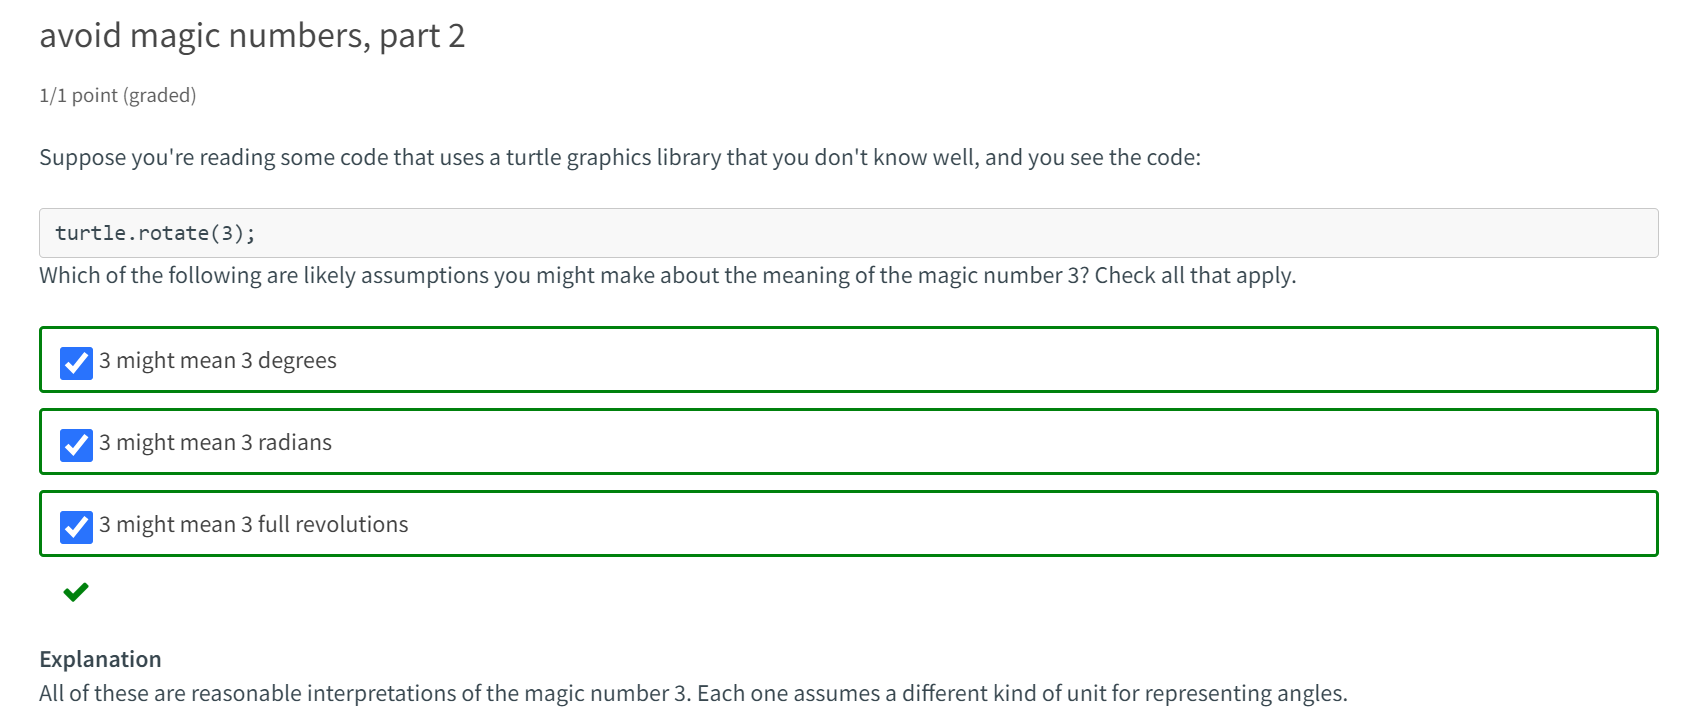 avoid magic numbers, part 2
1/1 point (graded)
Suppose you're reading some code that uses a turtle graphics library that you don't know well, and you see the code:
turtle.rotate(3);
Which of the following are likely assumptions you might make about the meaning of the magic number 3? Check all that apply.
3 might mean 3 degrees
3 might mean 3 radians
3 might mean 3 full revolutions
Explanation
All of these are reasonable interpretations of the magic number 3. Each one assumes a different kind of unit for representing angles.